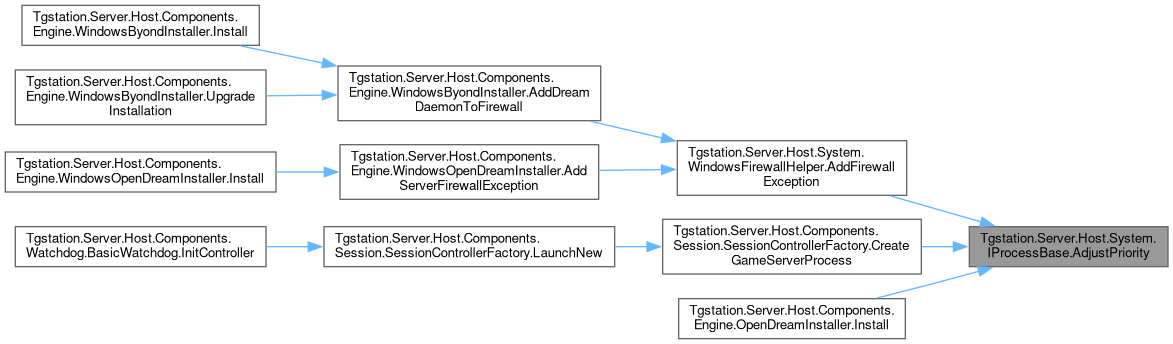 Tgstation.Server.Host.Components.
Engine.WindowsByondInstaller.Install
Tgstation.Server.Host.Components.
Engine.WindowsByondInstaller.Upgrade
Installation
Tgstation.Server.Host.Components.
Engine.WindowsOpenDreamInstaller.Install
Tgstation.Server.Host.Components.
Watchdog.BasicWatchdog.InitController
Tgstation.Server.Host.Components.
Engine.WindowsByondInstaller.AddDream
DaemonToFirewall
Tgstation.Server.Host.Components.
Engine.WindowsOpenDreamInstaller.Add
ServerFirewallException
Tgstation.Server.Host.Components.
Session.SessionControllerFactory.LaunchNew
Tgstation.Server.Host.System.
WindowsFirewallHelper.AddFirewall
Exception
Tgstation.Server.Host.Components.
Session.SessionControllerFactory.Create
GameServerProcess
Tgstation.Server.Host.Components.
Engine.OpenDreamInstaller.Install
Tgstation.Server.Host.System.
IProcessBase.AdjustPriority